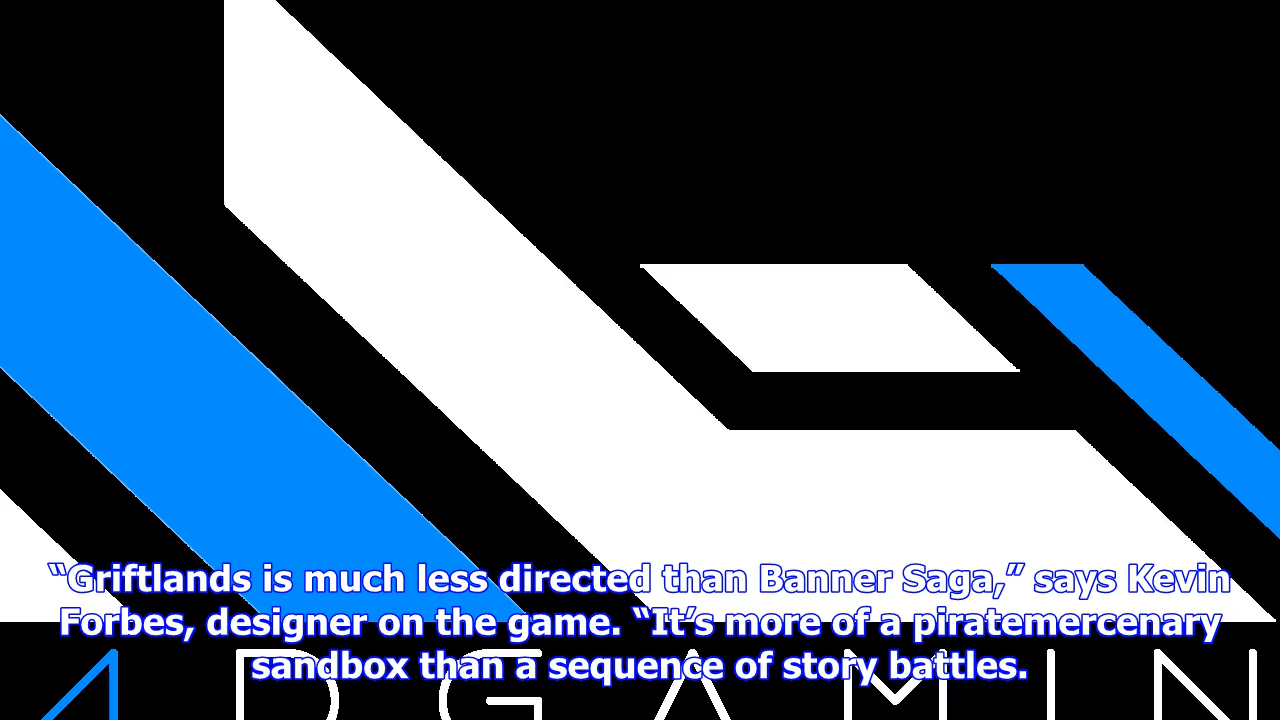 “Griftlands is much less directed than Banner Saga,” says Kevin
Forbes, designer on the game. “It’s more of a piratemercenary
sandbox than a sequence of story battles.